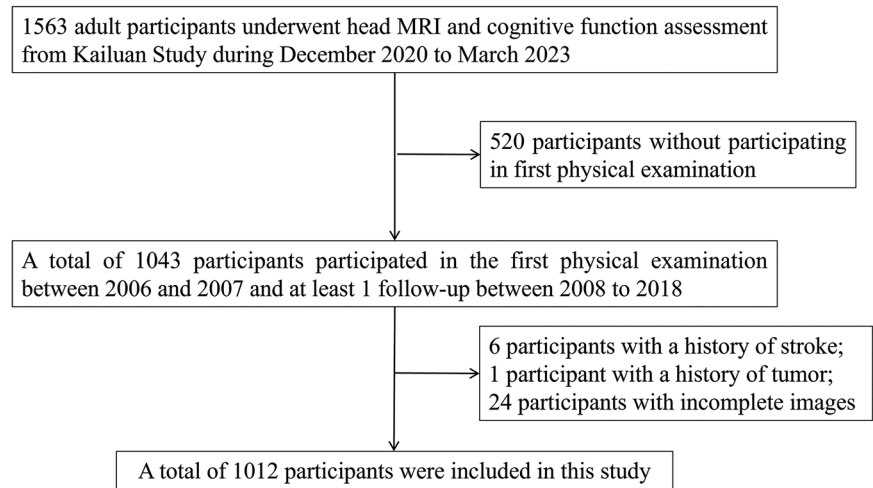 1563 adult participants underwent head MRI and cognitive function assessment
from Kailuan Study during December 2020 to March 2023
520 participants without participating
in first physical examination
A total of 1043 participants participated in the first physical examination
between 2006 and 2007 and at least 1 follow-up between 2008 to 2018
6 participants with a history of stroke;
1 participant with a history of tumor;
24 participants with incomplete images
A total of 1012 participants were included in this study